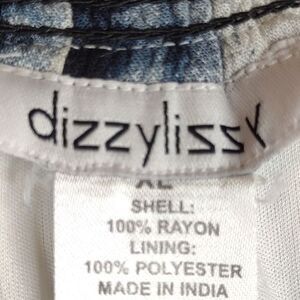 dizzylissy
XL
SHELL:
100% RAYON
LINING:
100% POLYESTER
MADE IN INDIA